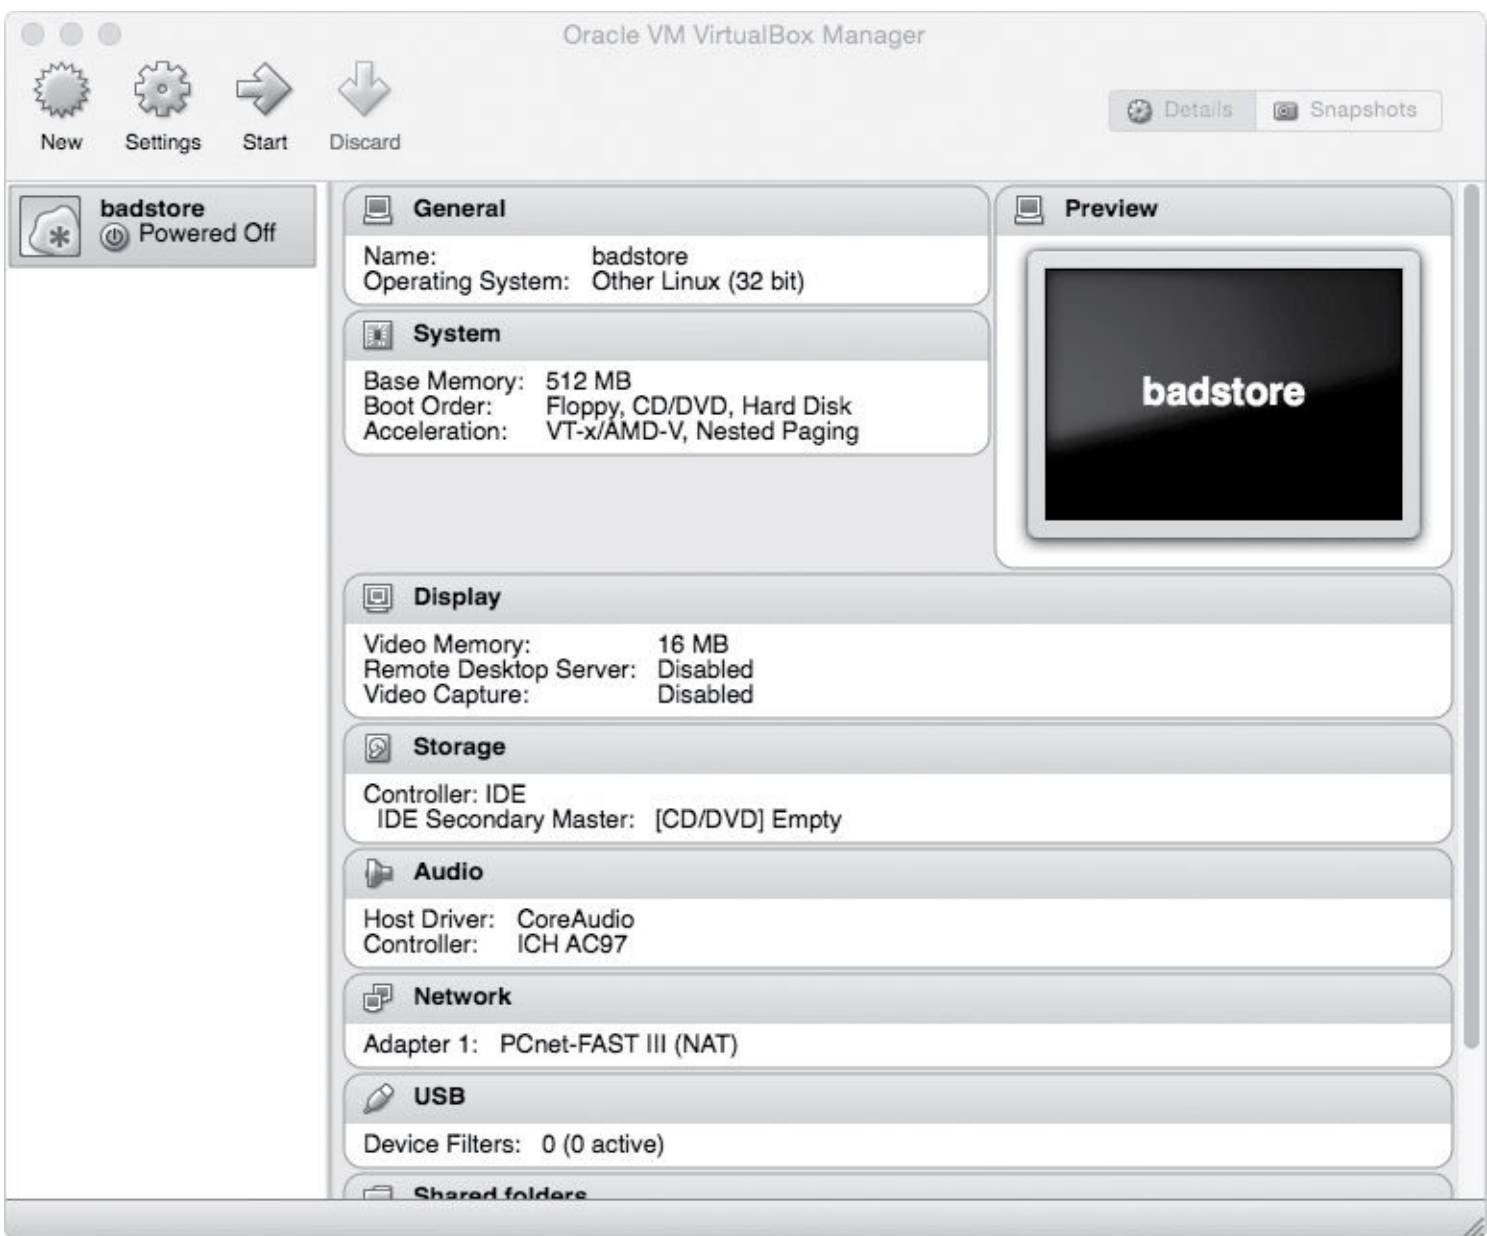 Oracle VM VirtualBox Manager
New
Settings
Start
Discard
Details
Snapshots
badstore
Powered Off
General
Name: badstore
Operating System: Other Linux (32 bit)
System
Base Memory: 512 MB
Boot Order: Floppy, CD/DVD, Hard Disk
Acceleration: VT-x/AMD-V, Nested Paging
Preview
badstore
Display
Video Memory: 16 MB
Remote Desktop Server: Disabled
Video Capture: Disabled
Storage
Controller: IDE
IDE Secondary Master: [CD/DVD] Empty
Audio
Host Driver: CoreAudio
Controller: ICH AC97
Network
Adapter 1: PCnet-FAST III (NAT)
USB
Device Filters: 0 (0 active)
Shared folders